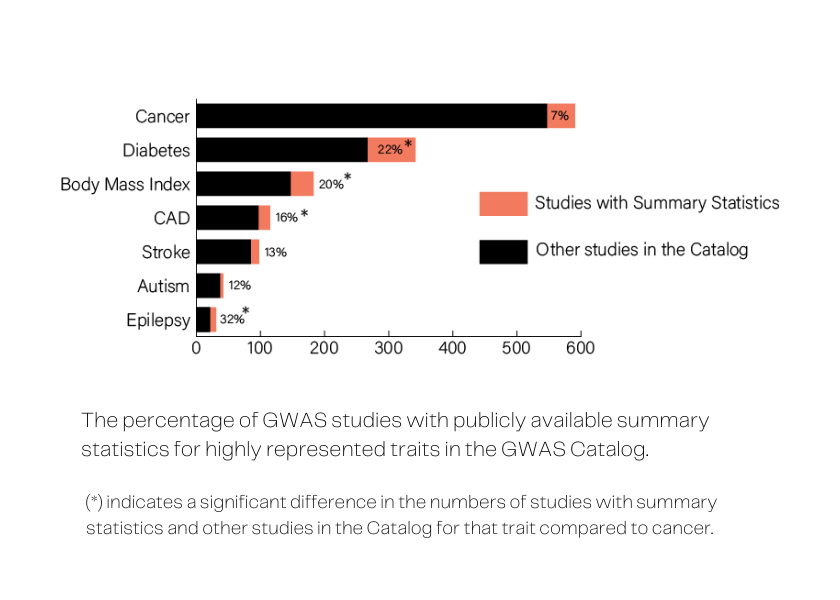 Cancer 7%
Diabetes 22%*
Body Mass Index 20%*
CAD 16% *
Stroke 13%
Autism 12%
Epilepsy 32%*
0 100 200 300 400 500 600
Studies with Summary Statistics
Other studies in the Catalog
The percentage of GWAS studies with publicly available summary
statistics for highly represented traits in the GWAS Catalog.
(*) indicates a significant difference in the numbers of studies with summary
statistics and other studies in the Catalog for that trait compared to cancer.